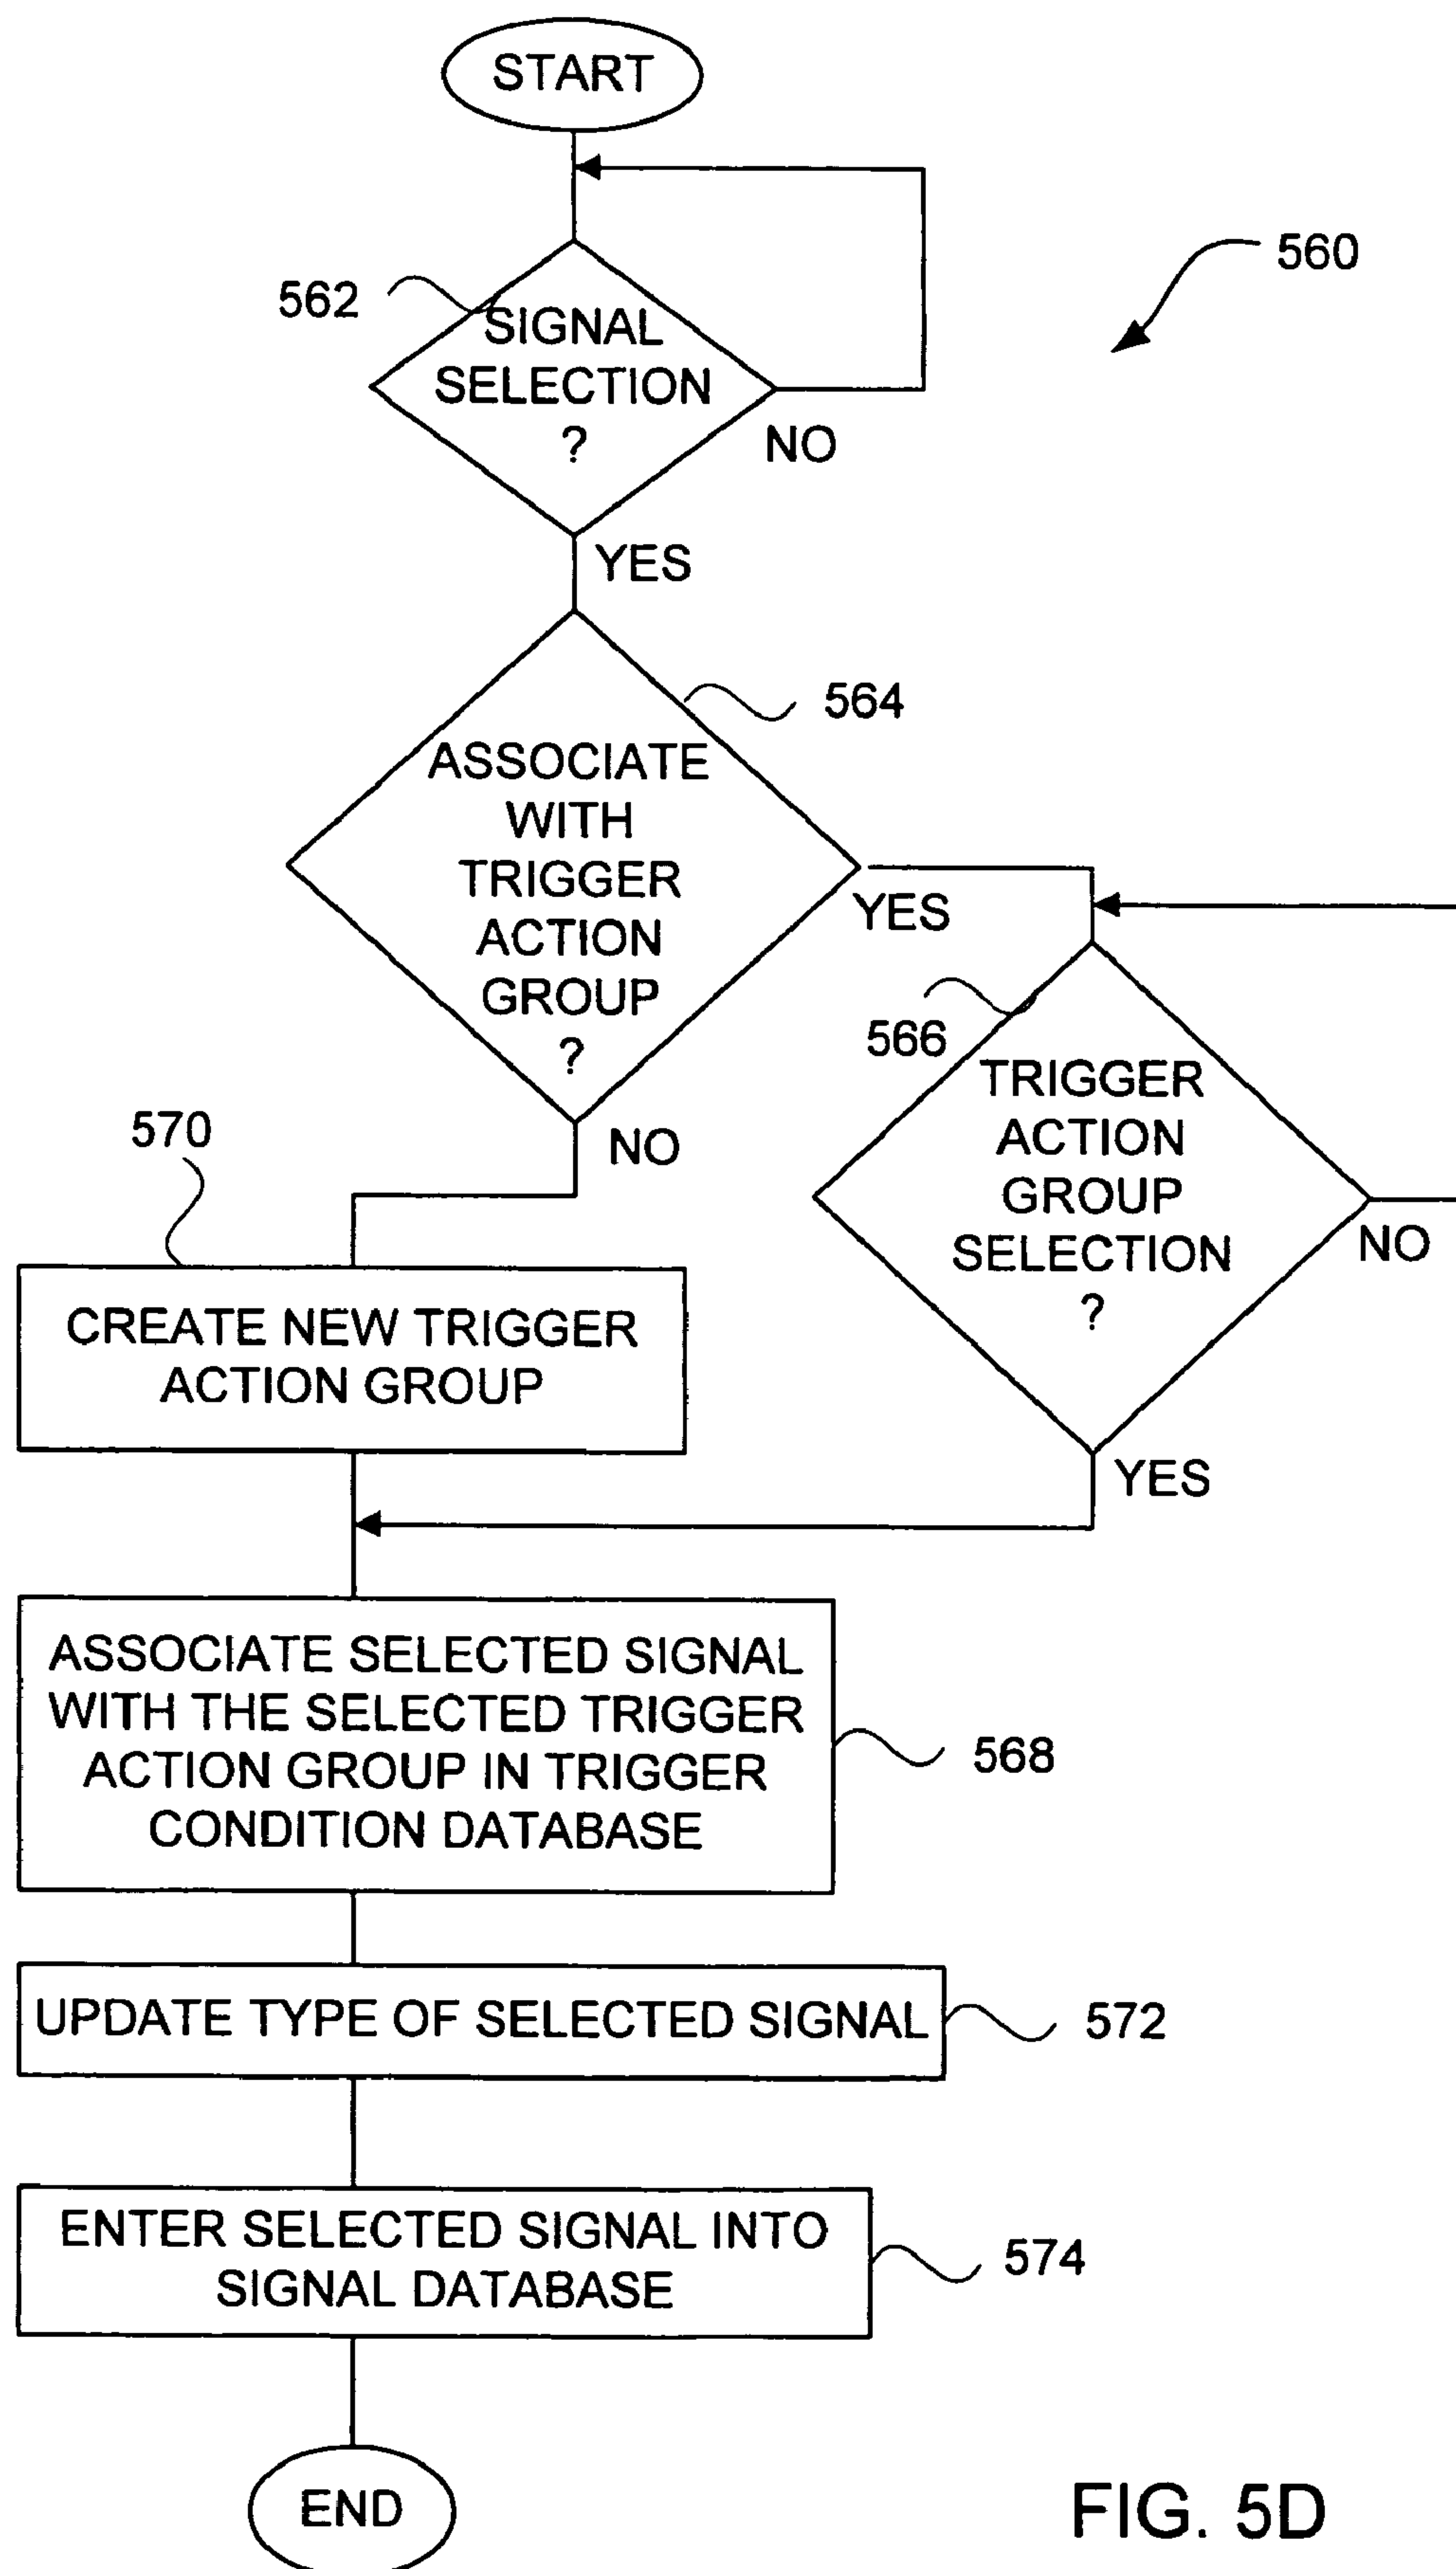 START
560
562
SIGNAL
SELECTION
?
NO
YES
564
ASSOCIATE
WITH
TRIGGER
ACTION
GROUP
?
YES
NO
566
TRIGGER
ACTION
GROUP
SELECTION
?
NO
YES
570
CREATE NEW TRIGGER
ACTION GROUP
ASSOCIATE SELECTED SIGNAL
WITH THE SELECTED TRIGGER
ACTION GROUP IN TRIGGER
CONDITION DATABASE
568
UPDATE TYPE OF SELECTED SIGNAL
572
ENTER SELECTED SIGNAL INTO
SIGNAL DATABASE
574
END
FIG. 5D